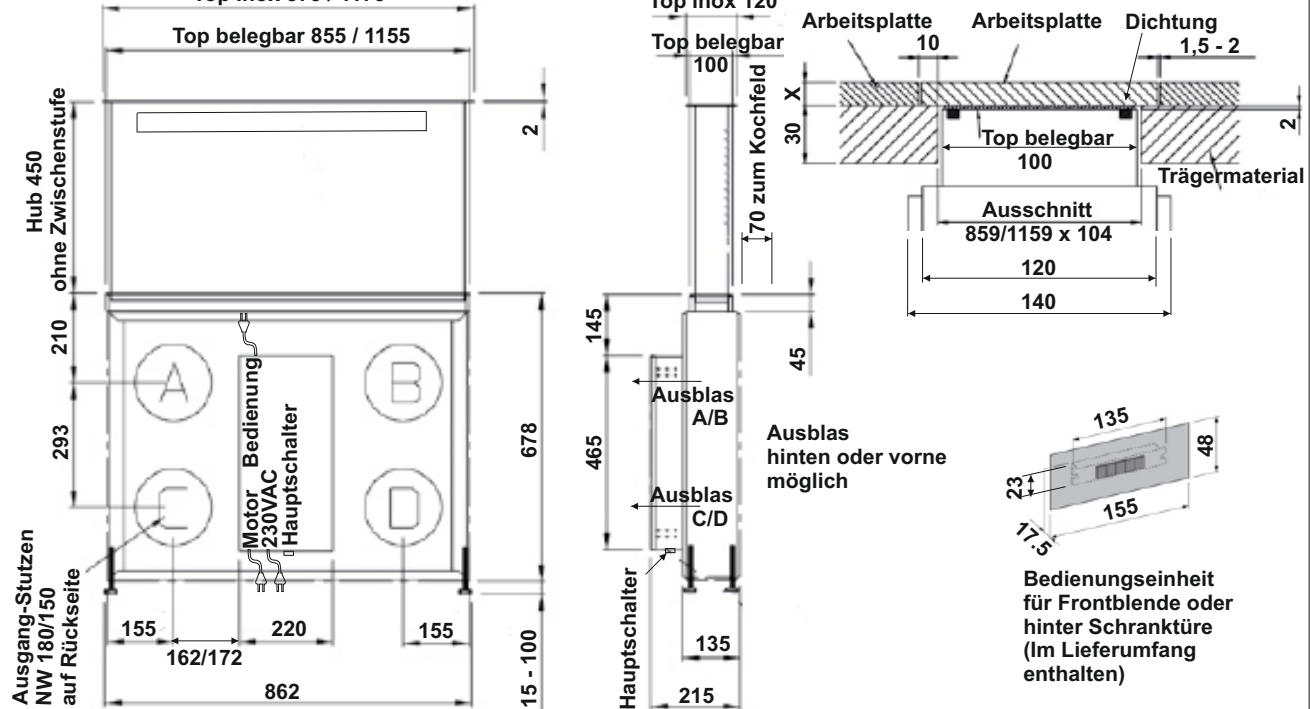 Top belegbar 855 / 1155
Hub 450
ohne Zwischenstufe
2
210
293
A
B
C
D
Motor Bedienung
230VAC
Hauptschalter
678
Ausgang-Stutzen
NW 180/150
auf Rückseite
155
220
155
162/172
862
15 - 100
Top Inox 120
Top belegbar
100
70 zum Kochfeld
145
45
465
Ausblas
A/B
Ausblas
C/D
Hauptschalter
135
215
Ausblas
hinten oder vorne
möglich
Arbeitsplatte
Arbeitsplatte
Dichtung
10
1,5 - 2
X
30
2
Top belegbar
100
Trägermaterial
Ausschnitt
859/1159 x 104
120
140
135
48
23
17.5
155
Bedienungseinheit
für Frontblende oder
hinter Schranktüre
(Im Lieferumfang
enthalten)